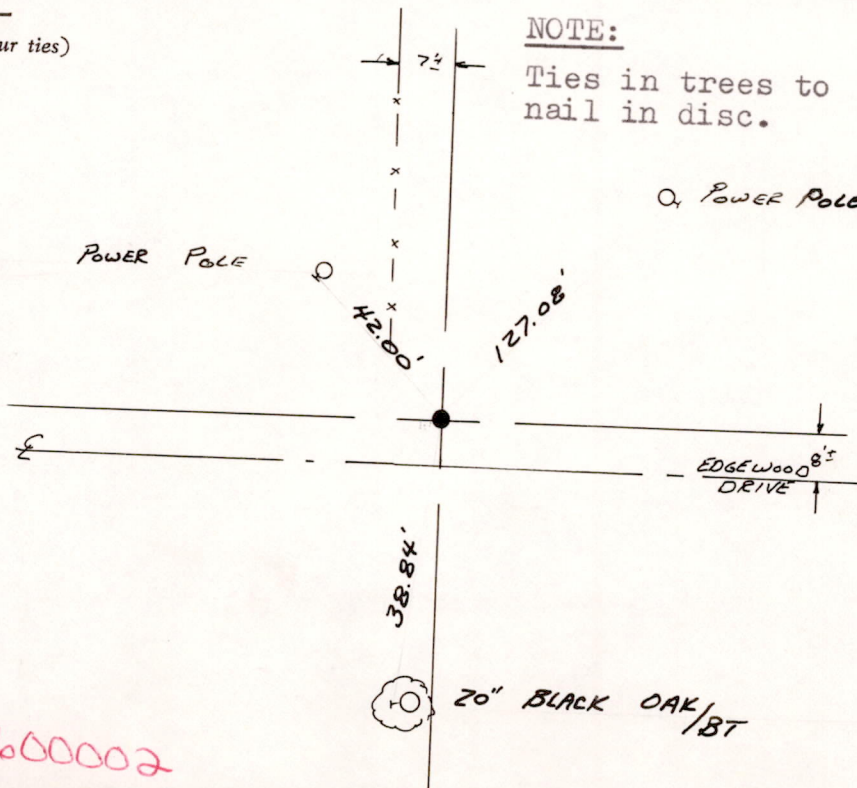 ur ties)
7'±
NOTE:
Ties in trees to
nail in disc.
POWER POLE
POWER POLE
42.00'
127.08'
℄
EDGEWOOD 8'±
DRIVE
38.84'
20" BLACK OAK/BT
600002